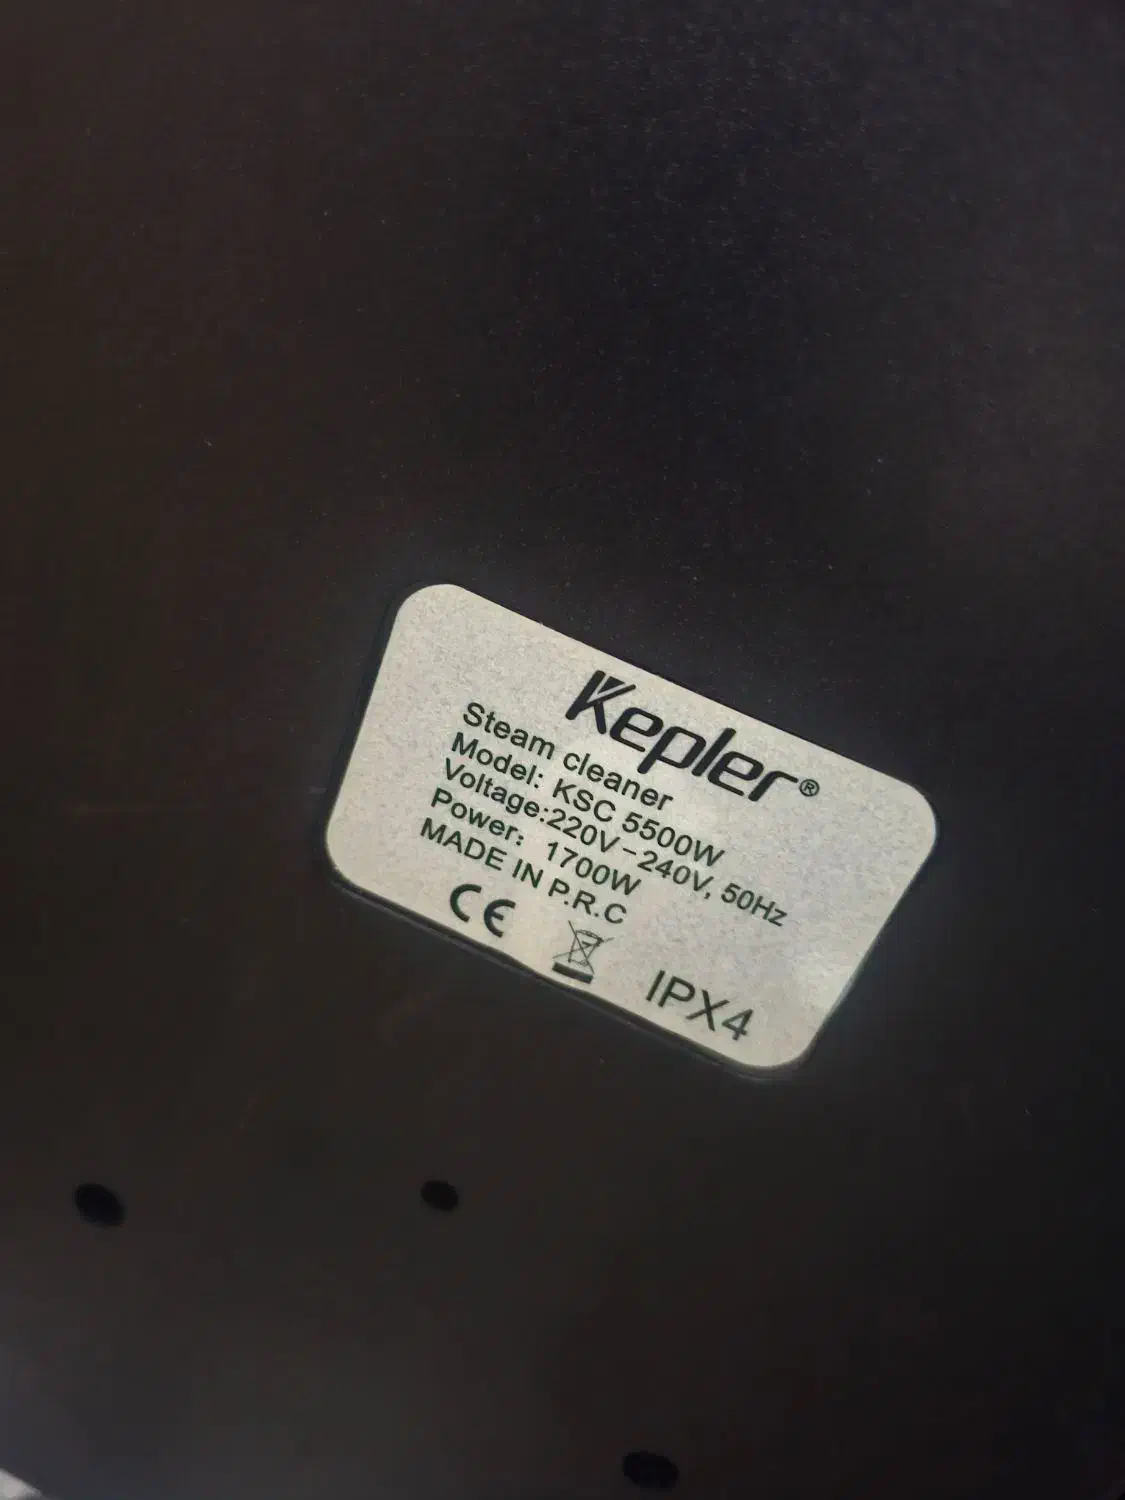 Kepler®
Steam cleaner
Model: KSC 5500W
Voltage:220V-240V, 50Hz
Power: 1700W
MADE IN P.R.C
CE
IPX4